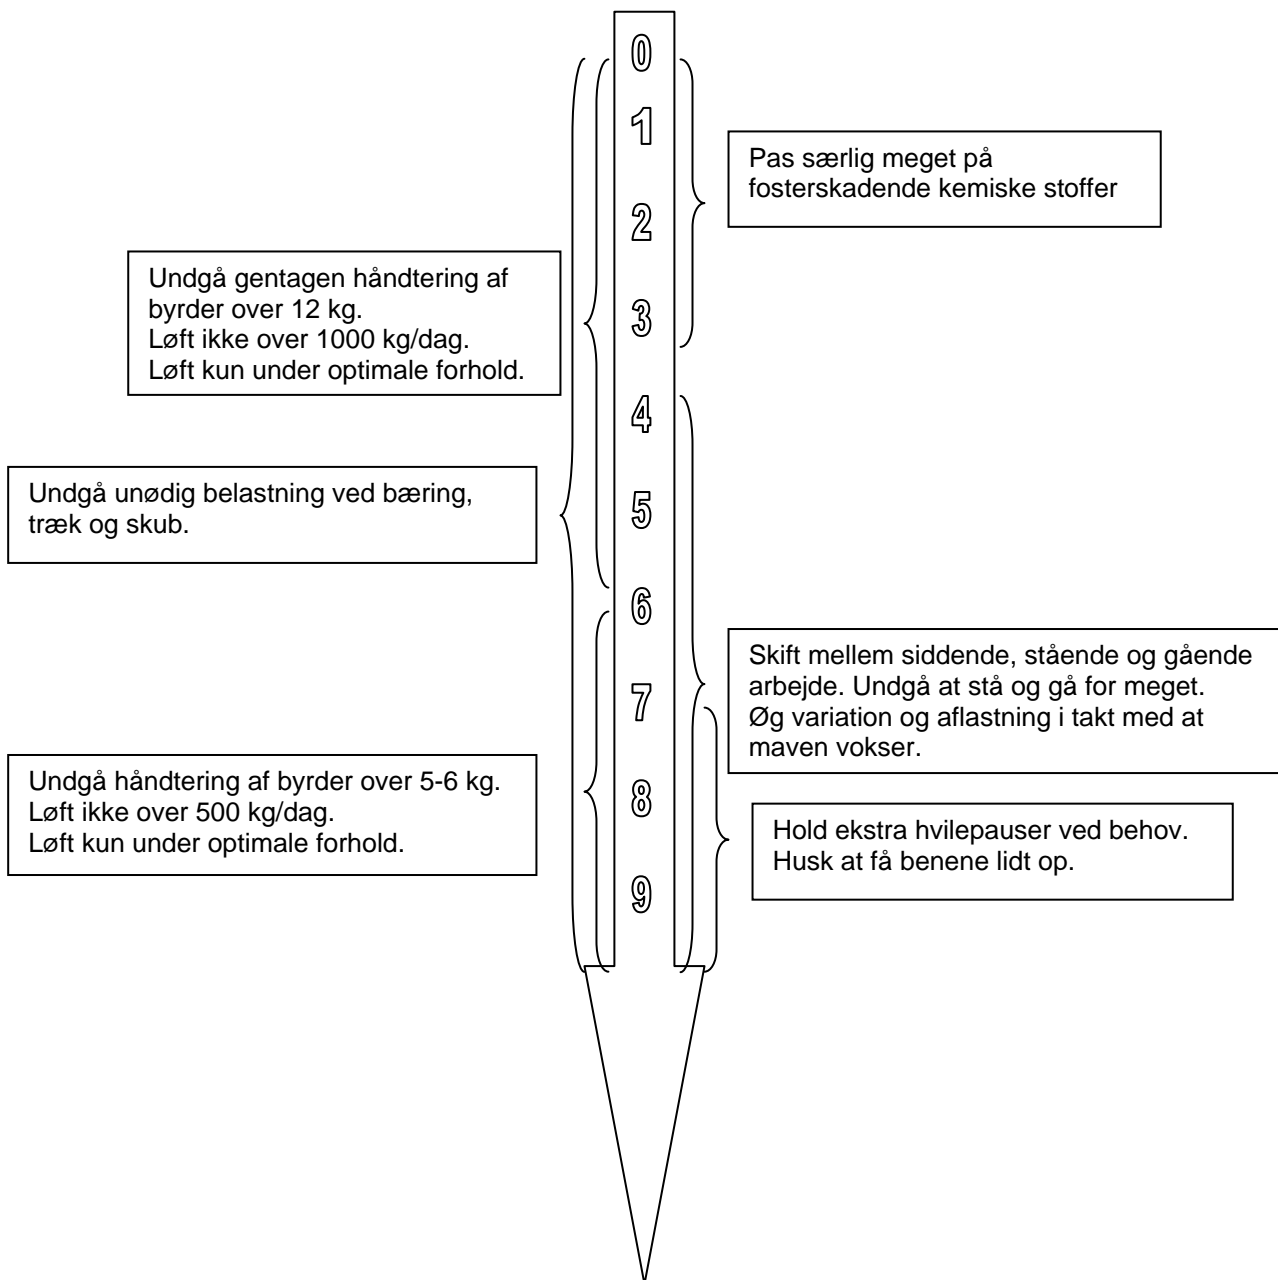 0
1
Pas særlig meget på
fosterskadende kemiske stoffer
2
Undgå gentagen håndtering af
byrder over 12 kg.
Løft ikke over 1000 kg/dag.
Løft kun under optimale forhold.
3
4
Undgå unødig belastning ved bæring,
træk og skub.
5
6
Skift mellem siddende, stående og gående
arbejde. Undgå at stå og gå for meget.
Øg variation og aflastning i takt med at
maven vokser.
7
Undgå håndtering af byrder over 5-6 kg.
Løft ikke over 500 kg/dag.
Løft kun under optimale forhold.
8
Hold ekstra hvilepauser ved behov.
Husk at få benene lidt op.
9